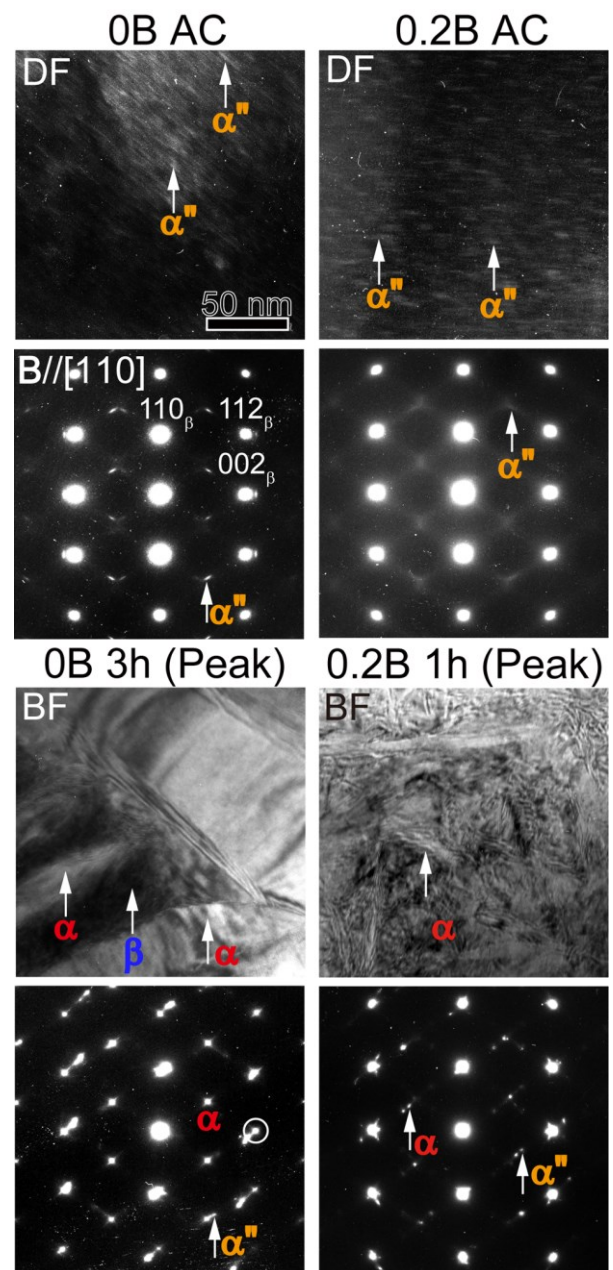 0B AC 0.2B AC
DF DF
α"
α"
α" α"
50 nm
B//[110]
110β 112β
002β
α"
α"
0B 3h (Peak) 0.2B 1h (Peak)
BF BF
α β α
α
α
α
α"
α"